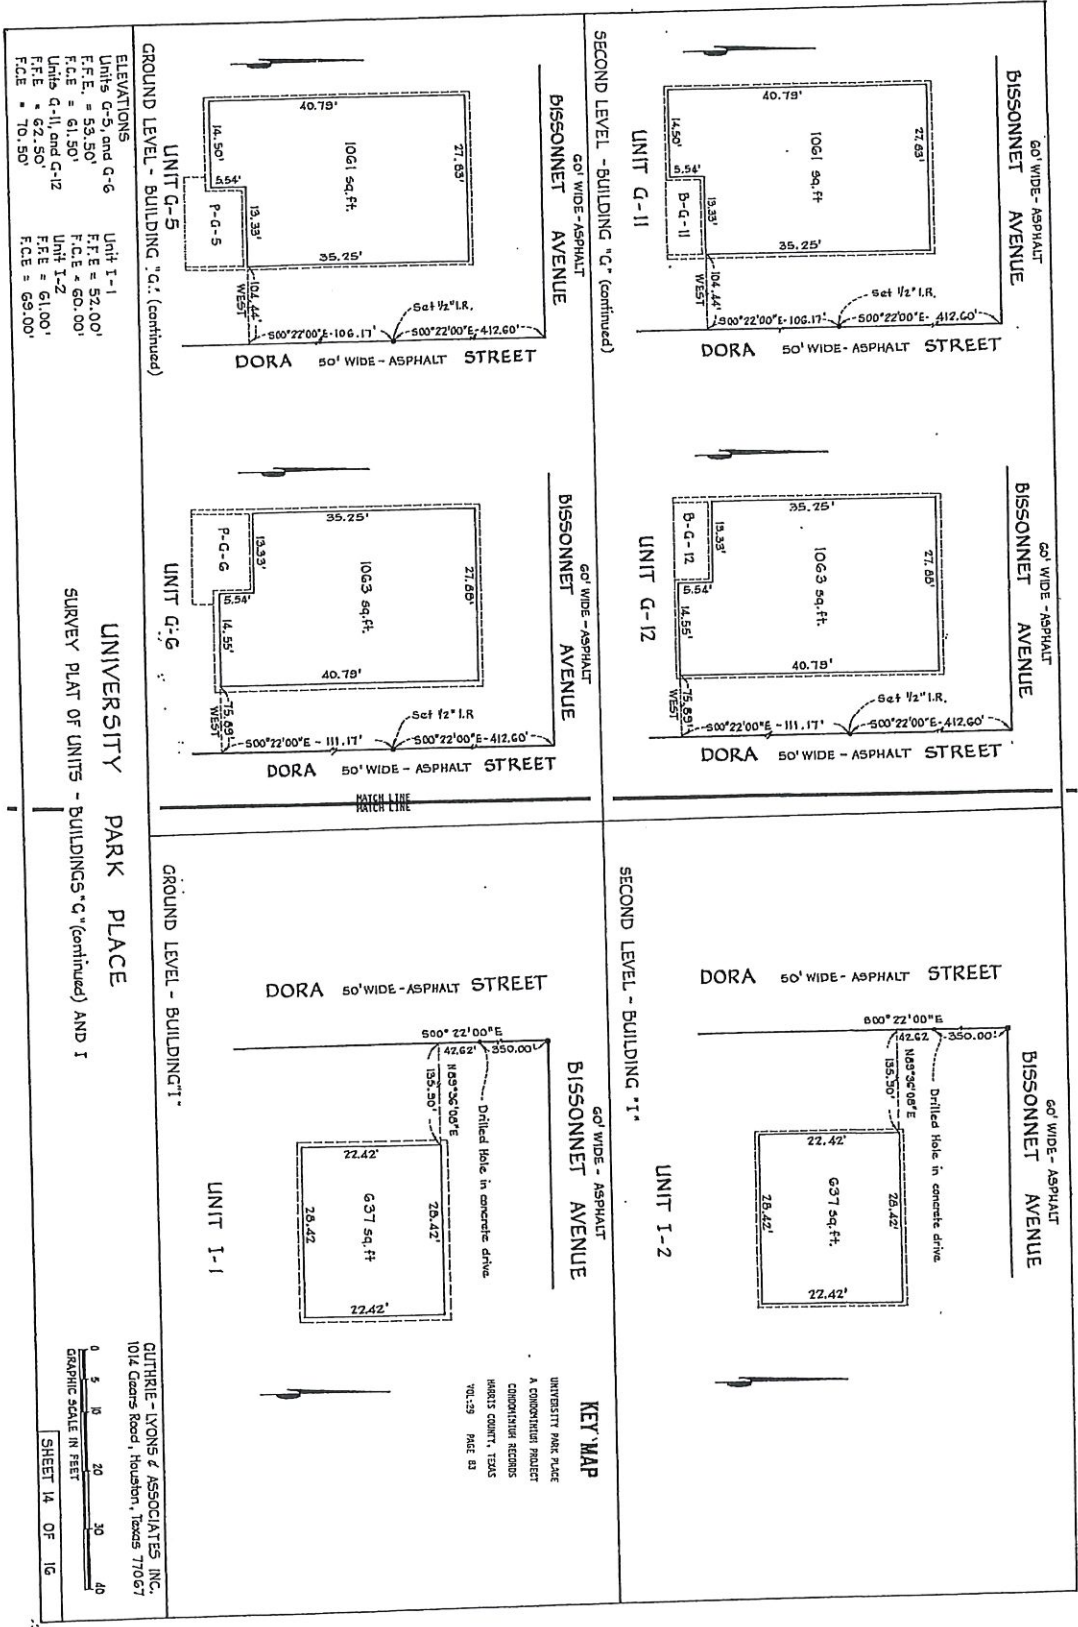 60' WIDE-ASPHALT
BISSONNET AVENUE
27.83'
40.79'
1061 sq.ft
35.25'
14.50'
5.54'
13.33'
B-G-11
UNIT G-11
104.44'
WEST
Set 1/2" I.R.
S00°22'00"E-106.17'
S00°22'00"E-412.60'
DORA 50' WIDE-ASPHALT STREET
SECOND LEVEL - BUILDING "G" (continued)
60' WIDE-ASPHALT
BISSONNET AVENUE
27.88'
35.25'
1063 sq.ft.
40.79'
13.33'
B-G-12
5.54'
14.55'
UNIT G-12
75.89'
WEST
Set 1/2" I.R.
S00°22'00"E-111.17'
S00°22'00"E-412.60'
DORA 50' WIDE-ASPHALT STREET
60' WIDE-ASPHALT
BISSONNET AVENUE
DORA 50' WIDE-ASPHALT STREET
S00°22'00"E
42.62
350.00'
N89°36'08"E
135.90'
Drilled Hole in concrete drive
22.42'
28.42'
637 sq.ft.
28.42'
22.42'
UNIT I-2
SECOND LEVEL - BUILDING "I"
60' WIDE-ASPHALT
BISSONNET AVENUE
27.83'
40.79'
1061 sq.ft.
35.25'
14.50'
5.54'
13.33'
P-G-5
UNIT G-5
104.44'
WEST
Set 1/2" I.R.
S00°22'00"E-106.17'
S00°22'00"E-412.60'
DORA 50' WIDE-ASPHALT STREET
GROUND LEVEL - BUILDING "G". (continued)
60' WIDE-ASPHALT
BISSONNET AVENUE
27.88'
35.25'
1063 sq.ft.
40.79'
13.33'
P-G-6
5.54'
14.55'
UNIT G-6
75.89'
WEST
Set 1/2" I.R
S00°22'00"E - 111.17'
S00°22'00"E-412.60'
DORA 50' WIDE-ASPHALT STREET
MATCH LINE
MATCH LINE
60' WIDE-ASPHALT
BISSONNET AVENUE
DORA 50' WIDE-ASPHALT STREET
S00°22'00"E
42.62'
350.00'
N89°36'08"E
135.90'
Drilled Hole in concrete drive
22.42'
28.42'
637 sq.ft
28.42
22.42'
UNIT I-1
GROUND LEVEL - BUILDING "I"
KEY MAP
UNIVERSITY PARK PLACE
A CONDOMINIUM PROJECT
CONDOMINIUM RECORDS
HARRIS COUNTY, TEXAS
VOL-29 PAGE 83
ELEVATIONS
Units G-5, and G-6
F.F.E. = 53.50'
F.C.E = 61.50'
Units G-11, and G-12
F.F.E = 62.50'
F.C.E = 70.50'
Unit I-1
F.F.E = 52.00'
F.C.E = 60.00'
Unit I-2
F.F.E = 61.00'
F.C.E = 69.00'
UNIVERSITY PARK PLACE
SURVEY PLAT OF UNITS - BUILDINGS "G" (continued) AND I
GUTHRIE-LYONS & ASSOCIATES INC.
1014 Gears Road, Houston, Texas 77067
0 5 10 20 30 40
GRAPHIC SCALE IN FEET
SHEET 14 OF 16